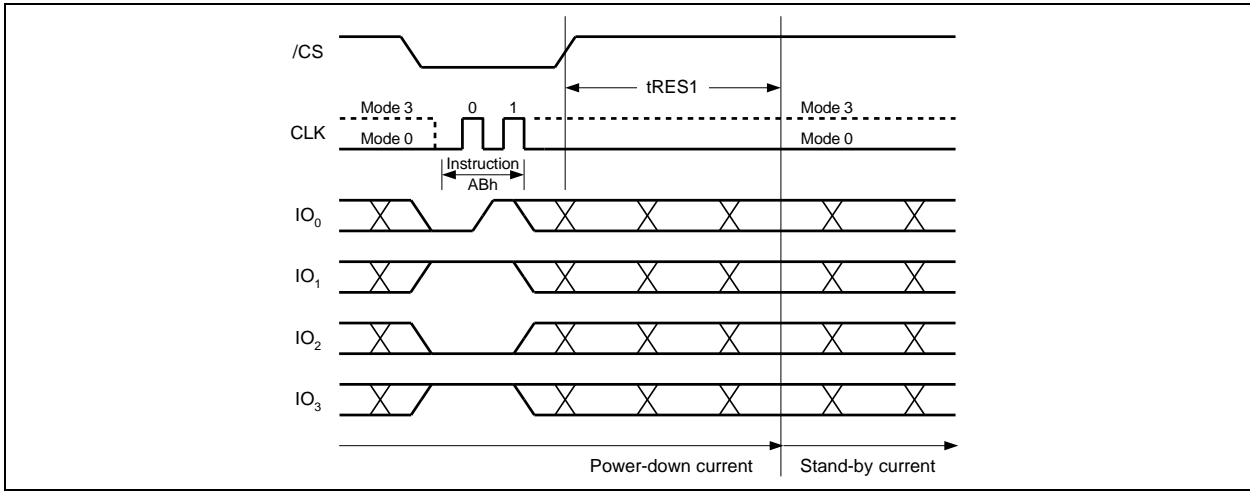 /CS
tRES1
Mode 3 0 1 Mode 3
CLK
Mode 0 Mode 0
Instruction
ABh
IO0
IO1
IO2
IO3
Power-down current Stand-by current